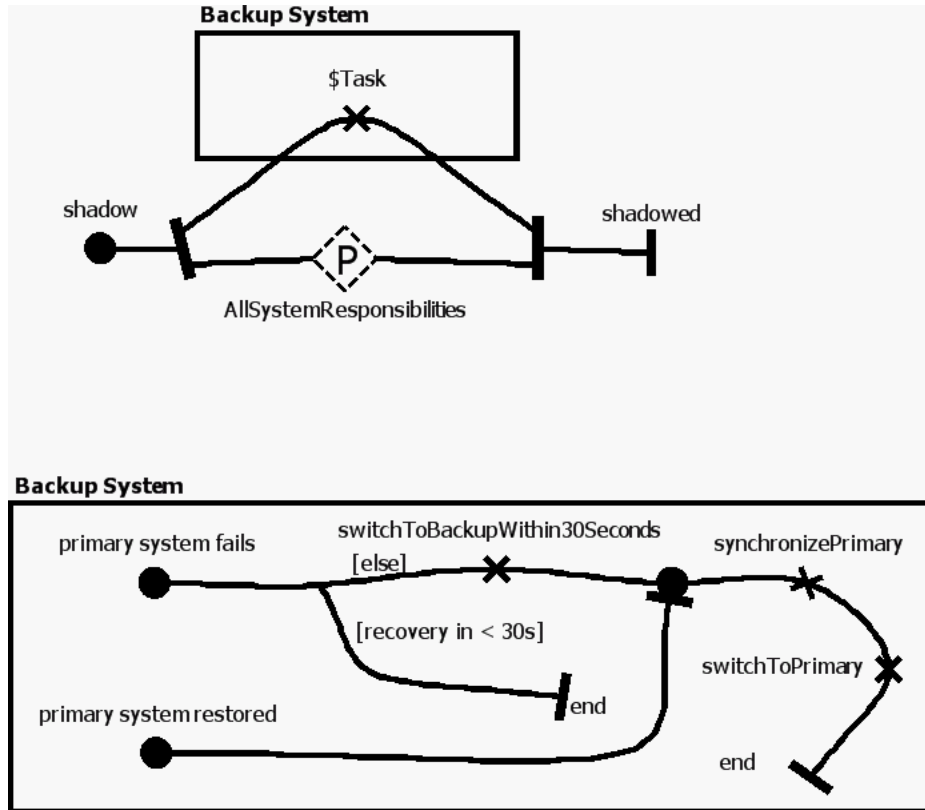 Backup System
$Task
shadow
shadowed
P
AllSystemResponsibilities
Backup System
switchToBackupWithin30Seconds
primary system fails
synchronizePrimary
[else]
[recovery in < 30s]
switchToPrimary
primary system restored
end
end